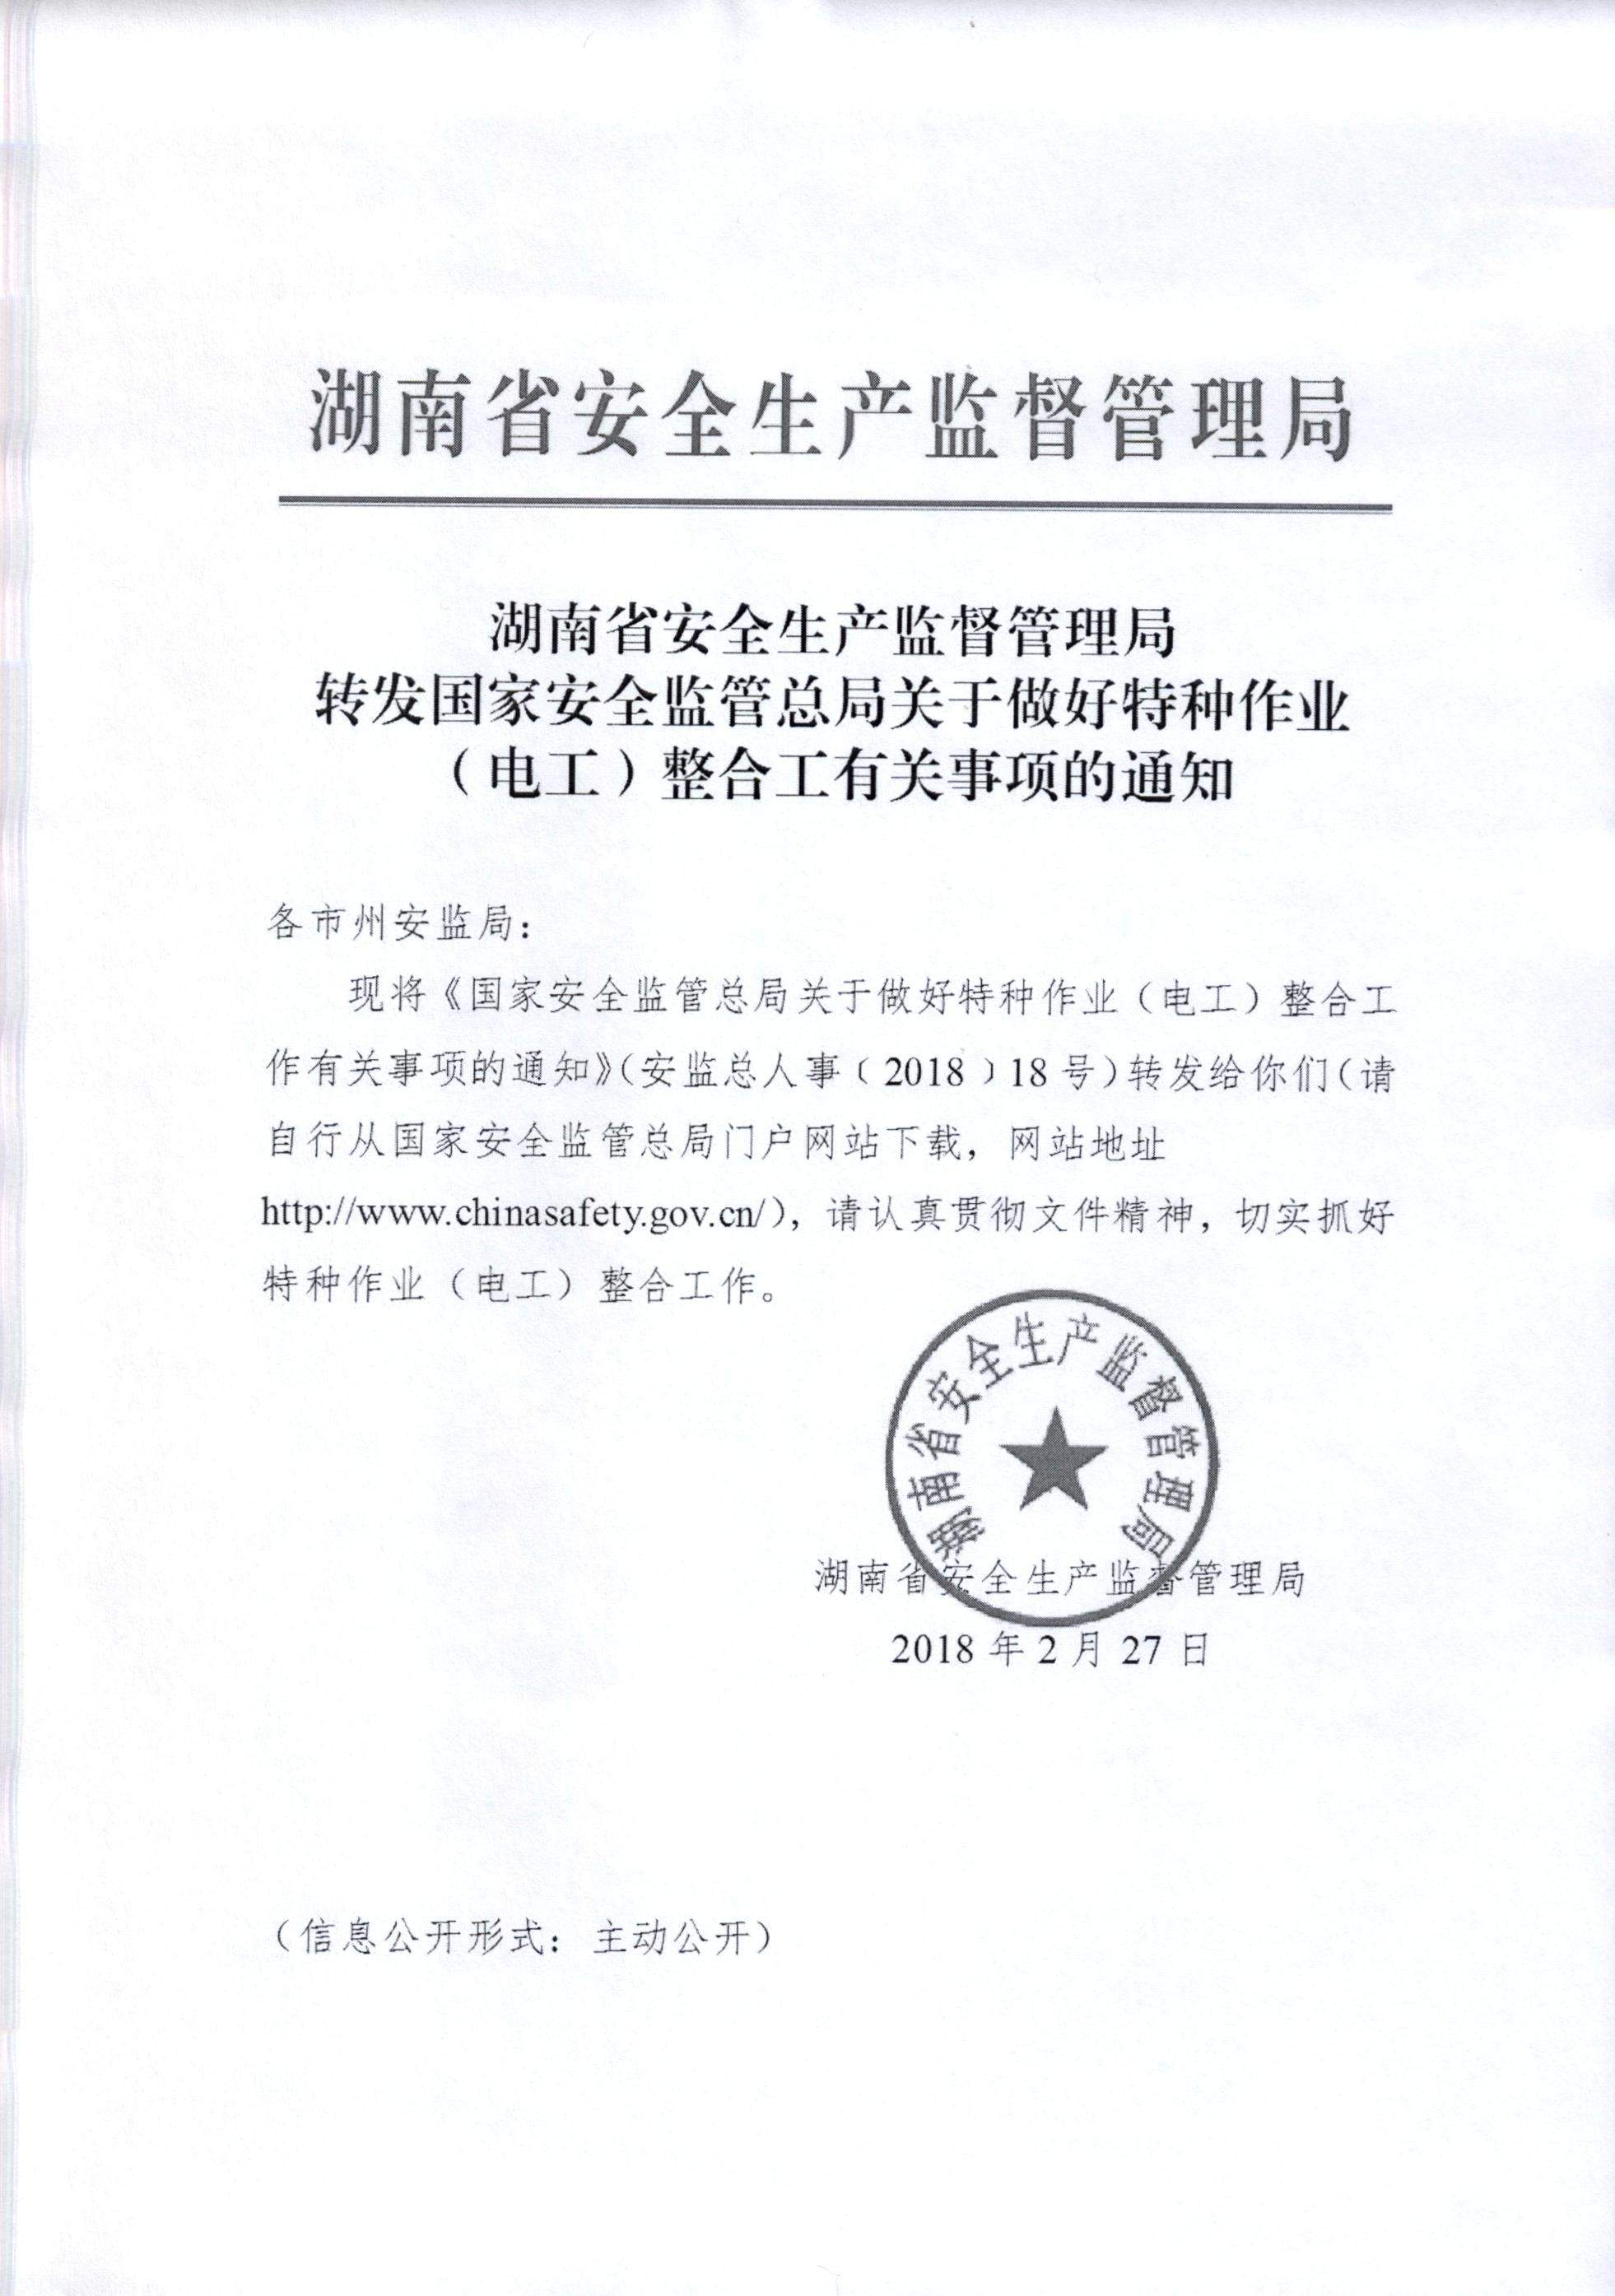 湖南省安全生产监督管理局
湖南省安全生产监督管理局
转发国家安全监管总局关于做好特种作业
（电工）整合工有关事项的通知
各市州安监局：
现将《国家安全监管总局关于做好特种作业（电工）整合工
作有关事项的通知》（安监总人事﹝2018﹞18号）转发给你们（请
自行从国家安全监管总局门户网站下载，网站地址
http://www.chinasafety.gov.cn/），请认真贯彻文件精神，切实抓好
特种作业（电工）整合工作。
湖南省安全生产监督管理局
湖南省安全生产监督管理局
2018年2月27日
（信息公开形式：主动公开）